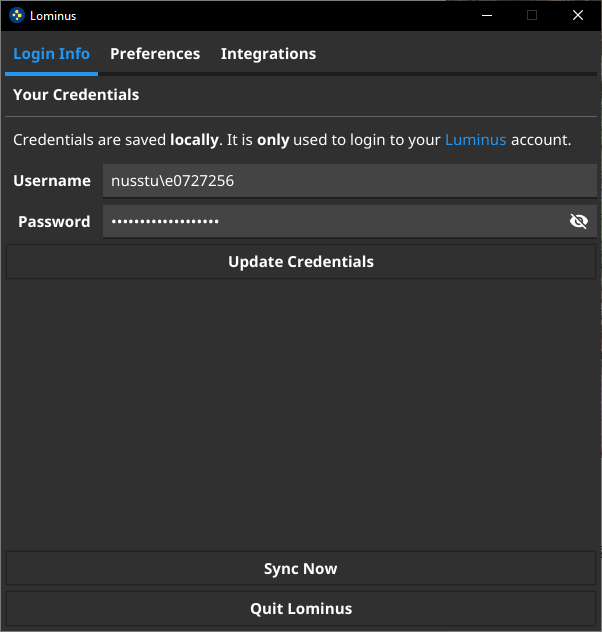 Lominus
Login Info Preferences Integrations
Your Credentials
Credentials are saved locally. It is only used to login to your Luminus account.
Username nusstu\e0727256
Password •••••••••••••••••••
Update Credentials
Sync Now
Quit Lominus